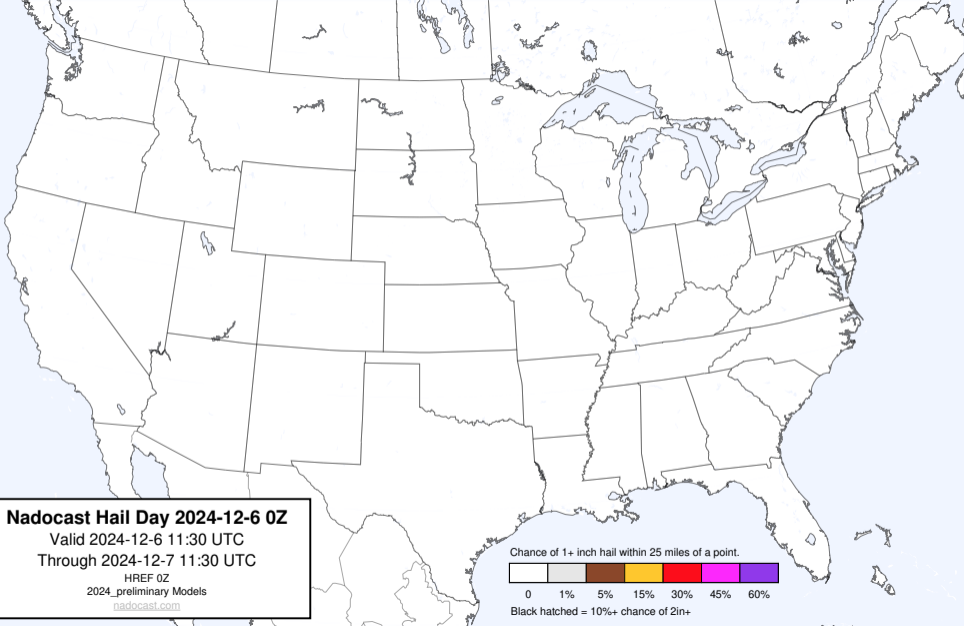 Nadocast Hail Day 2024-12-6 0Z
Valid 2024-12-6 11:30 UTC
Through 2024-12-7 11:30 UTC
HREF 0Z
2024_preliminary Models
nadocast.com
Chance of 1+ inch hail within 25 miles of a point.
0 1% 5% 15% 30% 45% 60%
Black hatched = 10%+ chance of 2in+